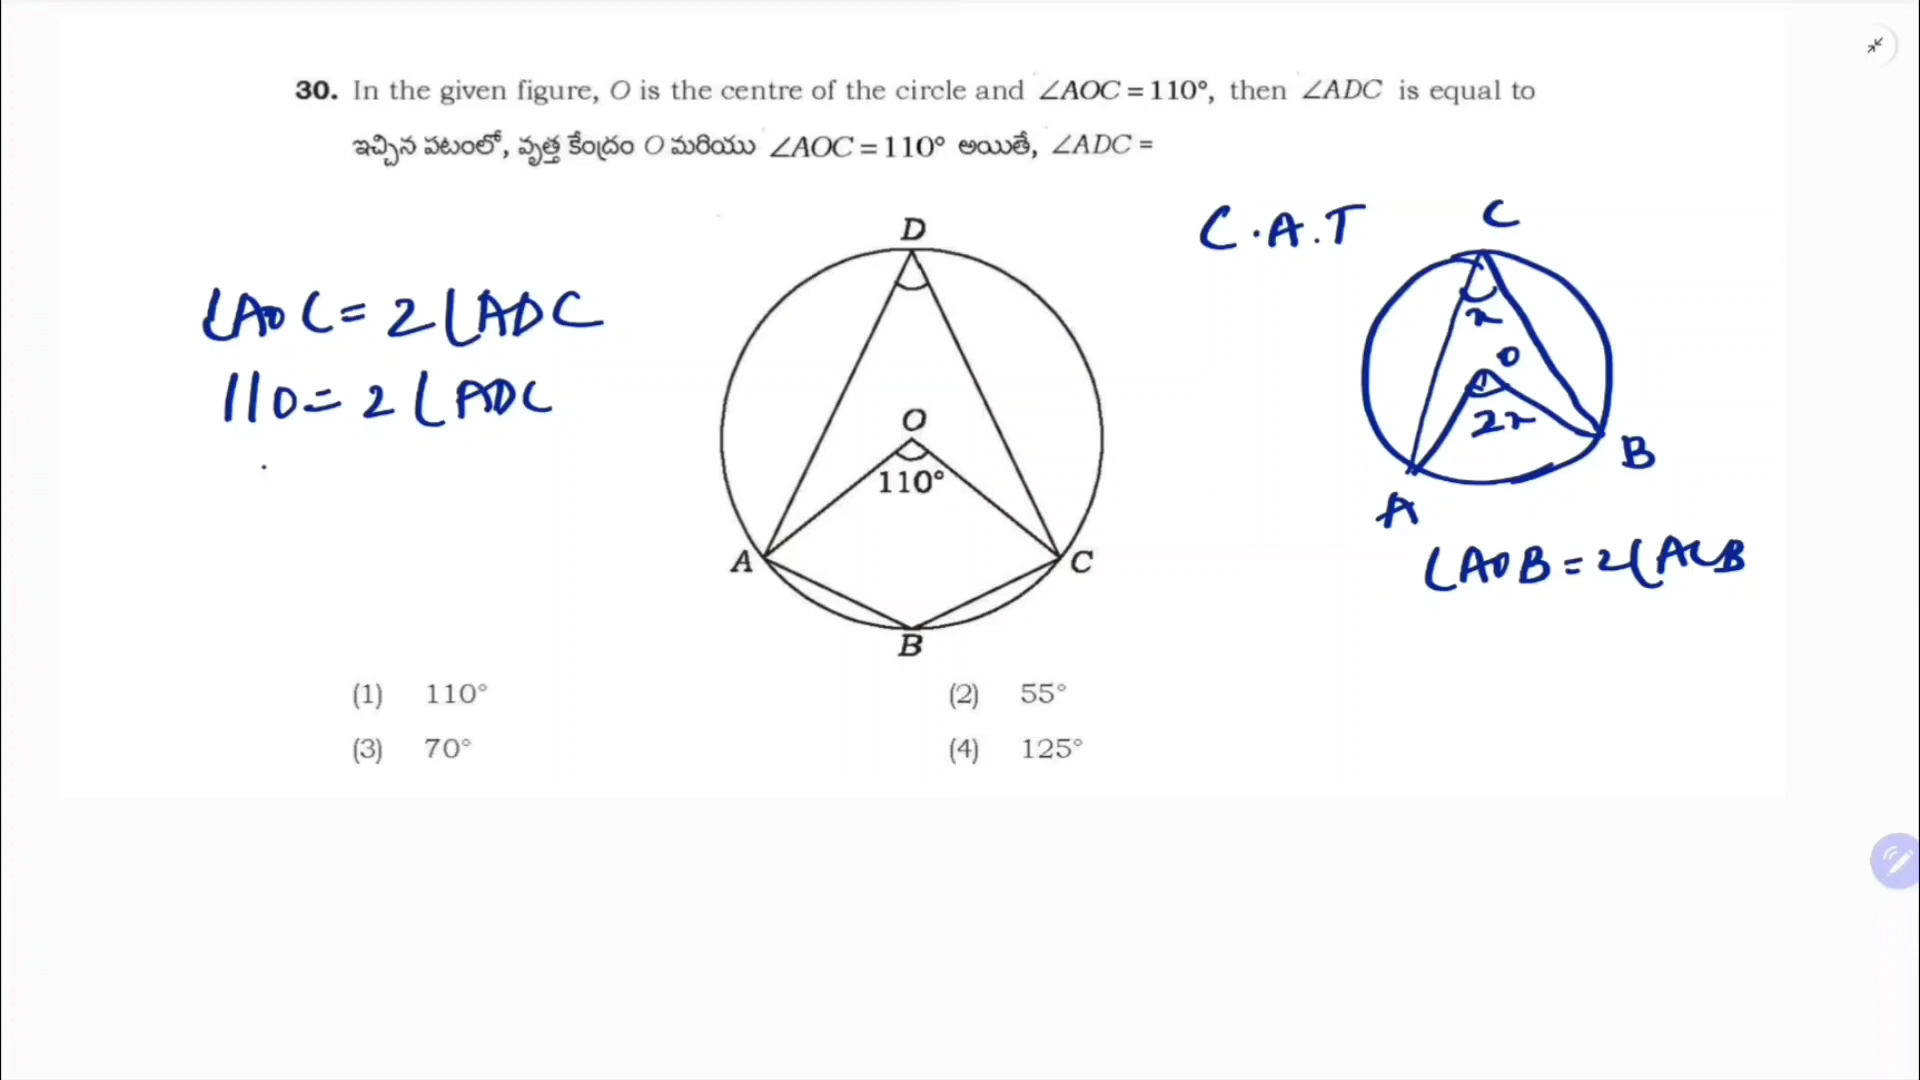 30. In the given figure, O is the centre of the circle and ∠AOC = 110°, then ∠ADC is equal to
ఇచ్చిన పటంలో, వృత్త కేంద్రం O మరియు ∠AOC = 110° అయితే, ∠ADC =
C.A.T
C
D
∠AOC = 2∠ADC
x
O
110 = 2∠ADC
O
2x
110°
B
A
A
C
∠AOB = 2∠ACB
B
(1) 110°
(2) 55°
(3) 70°
(4) 125°